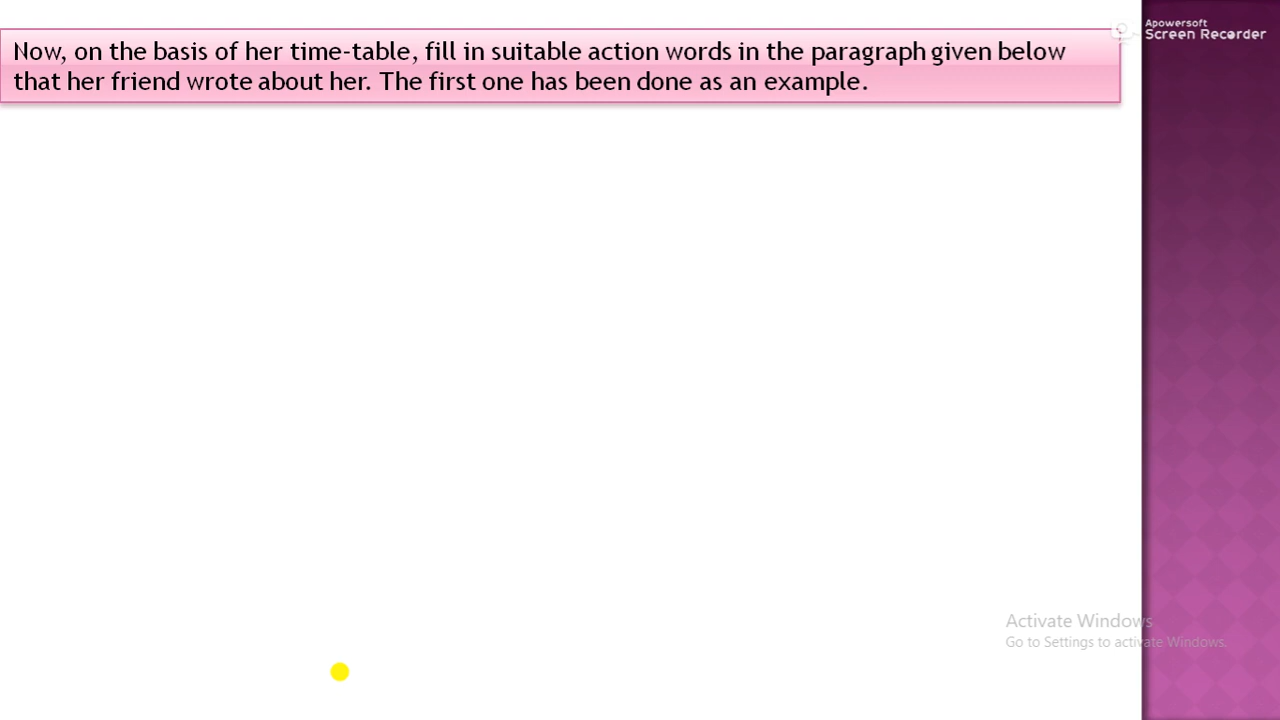 Apowersoft
Screen Recorder
Now, on the basis of her time-table, fill in suitable action words in the paragraph given below
that her friend wrote about her. The first one has been done as an example.
Activate Windows
Go to Settings to activate Windows.